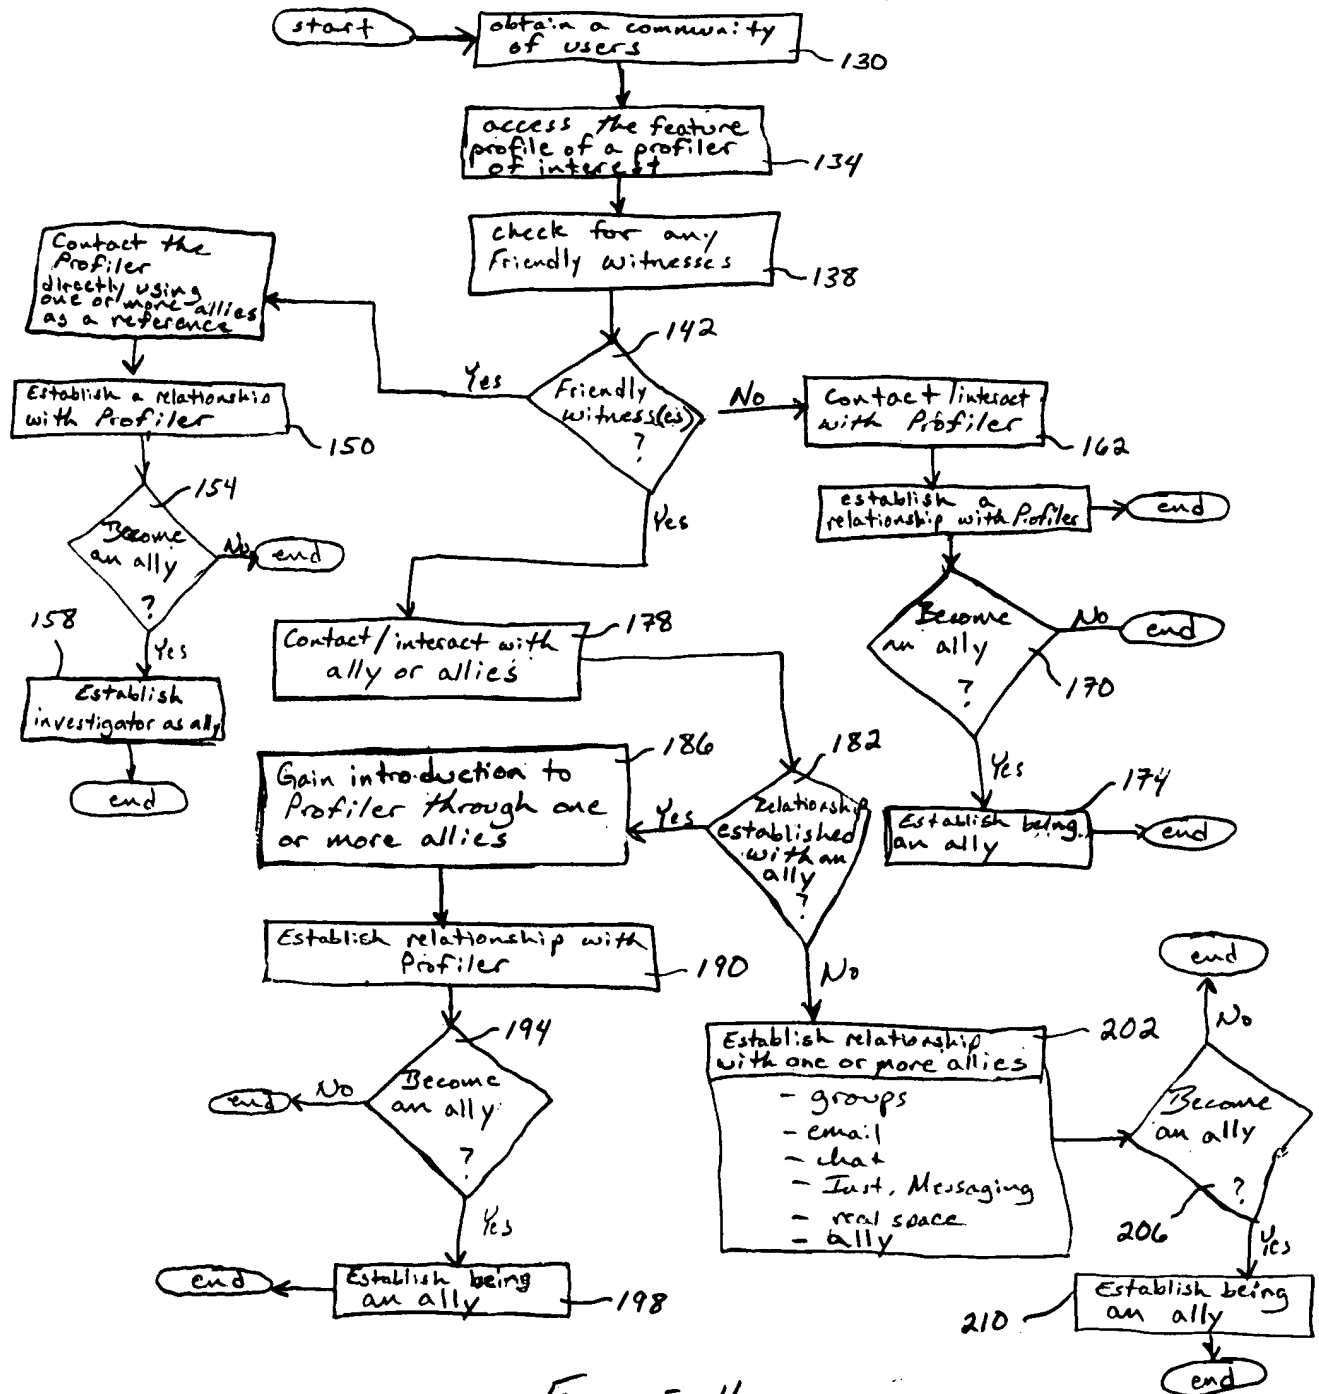 start
obtain a community
of users
130
access the feature
profile of a profiler
of interest
134
check for any
Friendly witnesses
138
Contact the
Profiler
directly using
one or more allies
as a reference
142
Friendly
witness(es)
?
Yes
No
Yes
Establish a relationship
with Profiler
150
154
Become
an ally
?
No
end
Yes
158
Establish
investigator as ally
end
Contact/interact
with Profiler
162
establish a
relationship with Profiler
end
Become
an ally
?
No
end
170
Yes
174
Establish being
an ally
end
Contact/interact with
ally or allies
178
182
Relationship
established
with an
ally
?
Yes
No
186
Gain introduction to
Profiler through one
or more allies
Establish relationship with
Profiler
190
194
Become
an ally
?
No
end
Yes
Establish being
an ally
198
end
202
Establish relationship
with one or more allies
- groups
- email
- chat
- Inst. Messaging
- real space
- ally
Become
an ally
?
206
No
end
Yes
Establish being
an ally
210
end